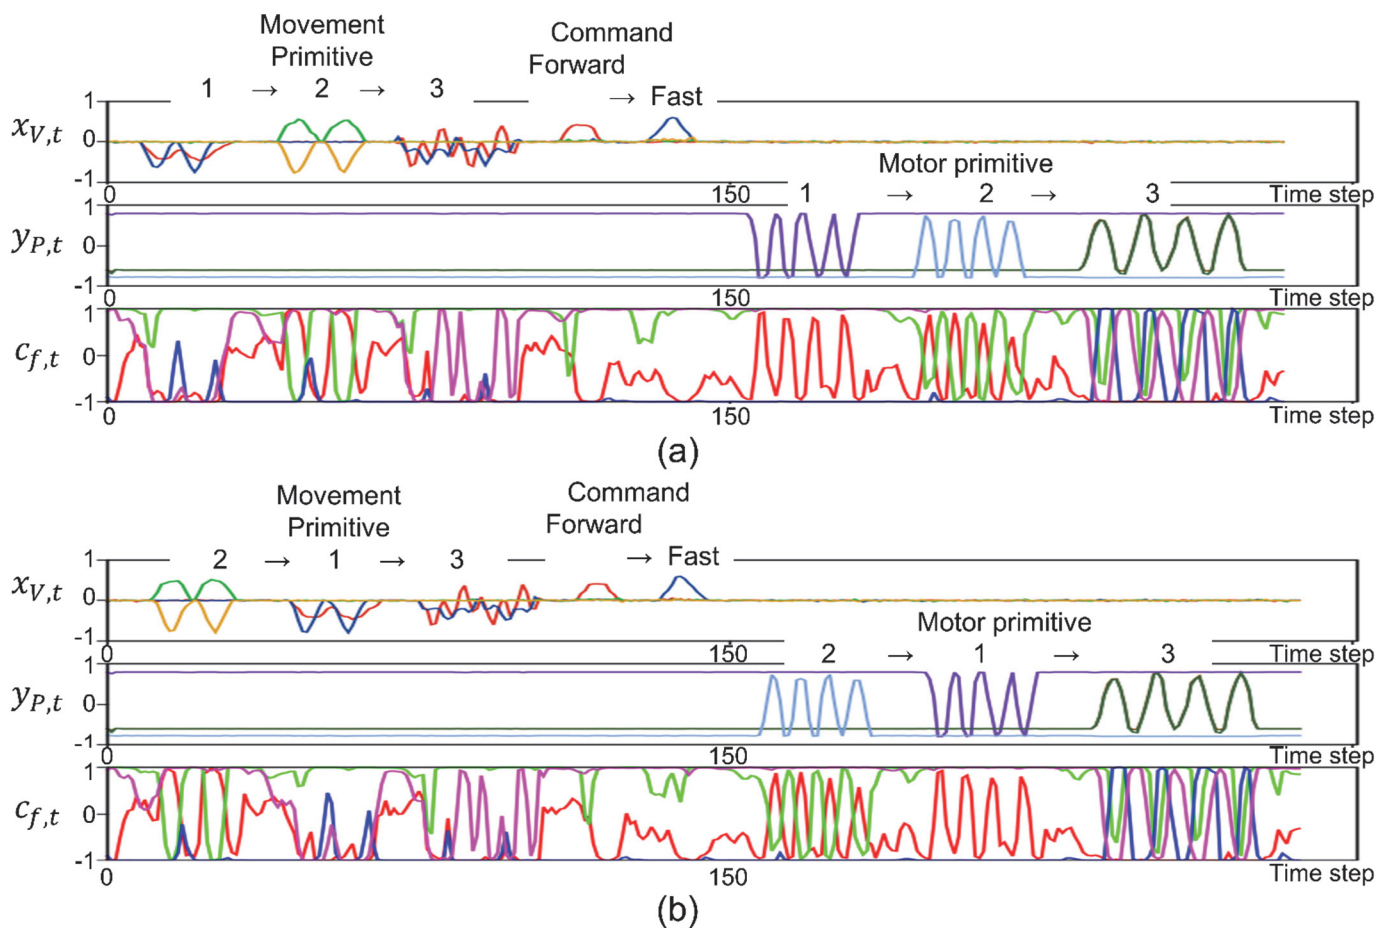 Movement
Primitive
Command
Forward
1 → 2 → 3 → Fast
x_{V,t}
1
0
-1
0
150
Time step
Motor primitive
1 → 2 → 3
y_{P,t}
1
0
-1
0
150
Time step
c_{f,t}
1
0
-1
0
150
Time step
(a)
Movement
Primitive
Command
Forward
2 → 1 → 3 → Fast
x_{V,t}
1
0
-1
0
150
Time step
Motor primitive
2 → 1 → 3
y_{P,t}
1
0
-1
0
150
Time step
c_{f,t}
1
0
-1
0
150
Time step
(b)